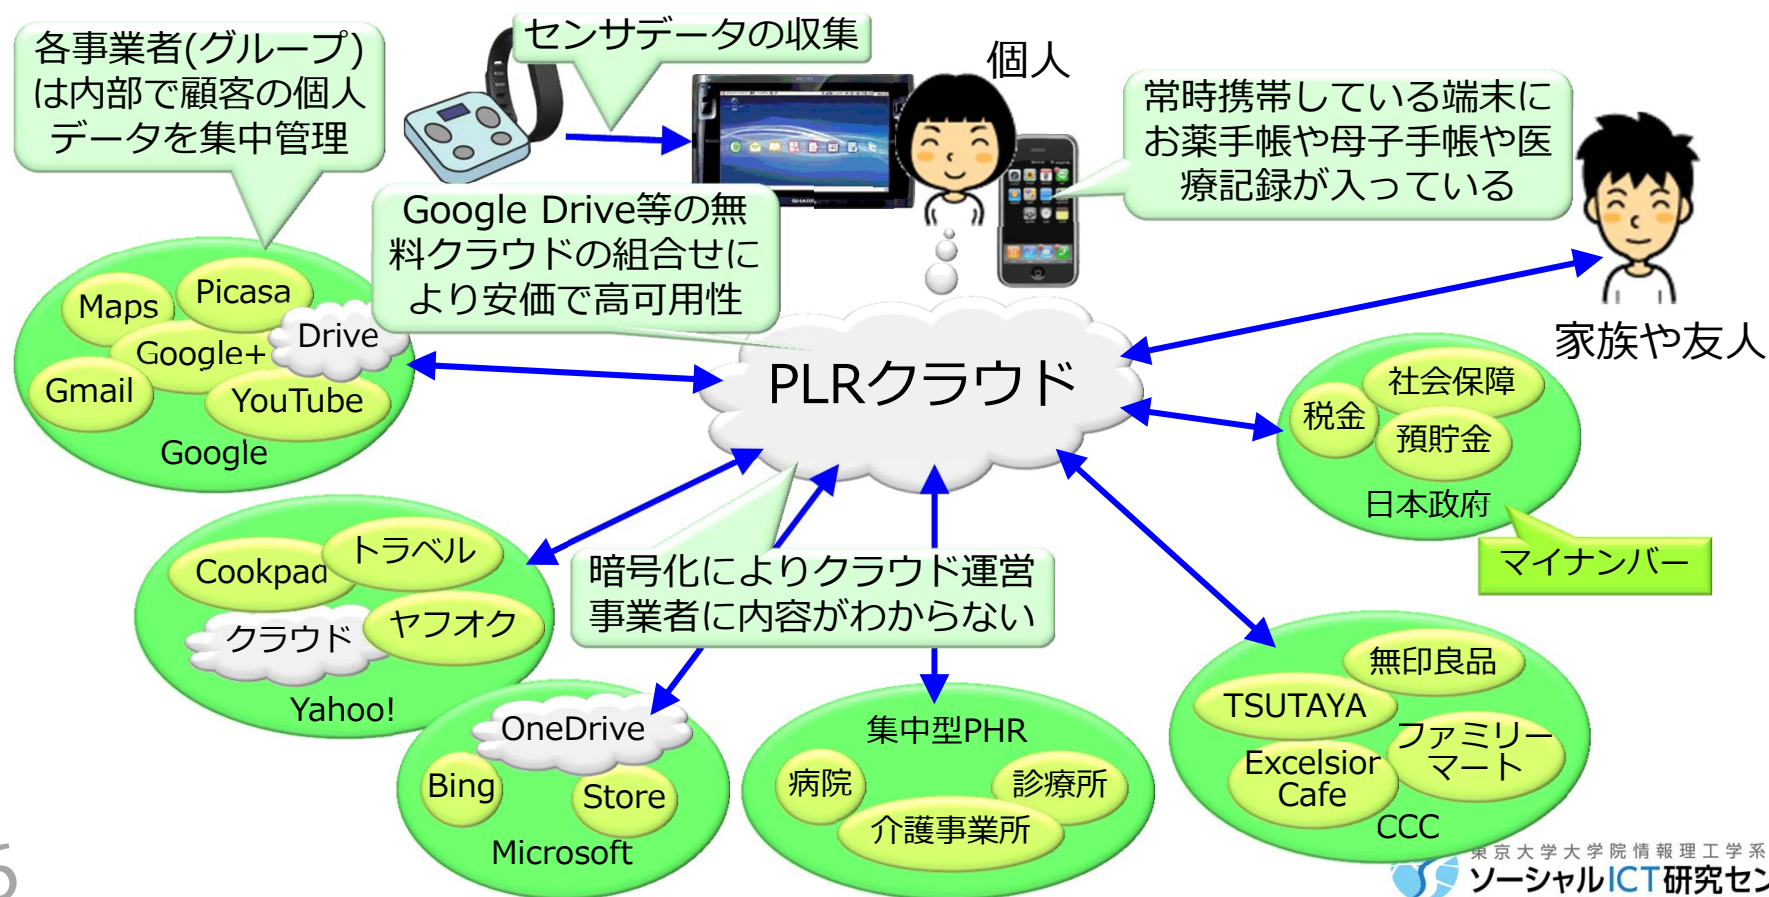 各事業者(グループ)
は内部で顧客の個人
データを集中管理
センサデータの収集
個人
常時携帯している端末に
お薬手帳や母子手帳や医
療記録が入っている
Google Drive等の無
料クラウドの組合せに
より安価で高可用性
家族や友人
PLRクラウド
Maps
Picasa
Google+
Drive
Gmail
YouTube
Google
社会保障
税金
預貯金
日本政府
マイナンバー
暗号化によりクラウド運営
事業者に内容がわからない
Cookpad
トラベル
クラウド
ヤフオク
Yahoo!
OneDrive
Bing
Store
Microsoft
集中型PHR
病院
診療所
介護事業所
無印良品
TSUTAYA
ファミリー
マート
Excelsior
Cafe
CCC
6
東京大学大学院情報理工学系
ソーシャルICT研究セン